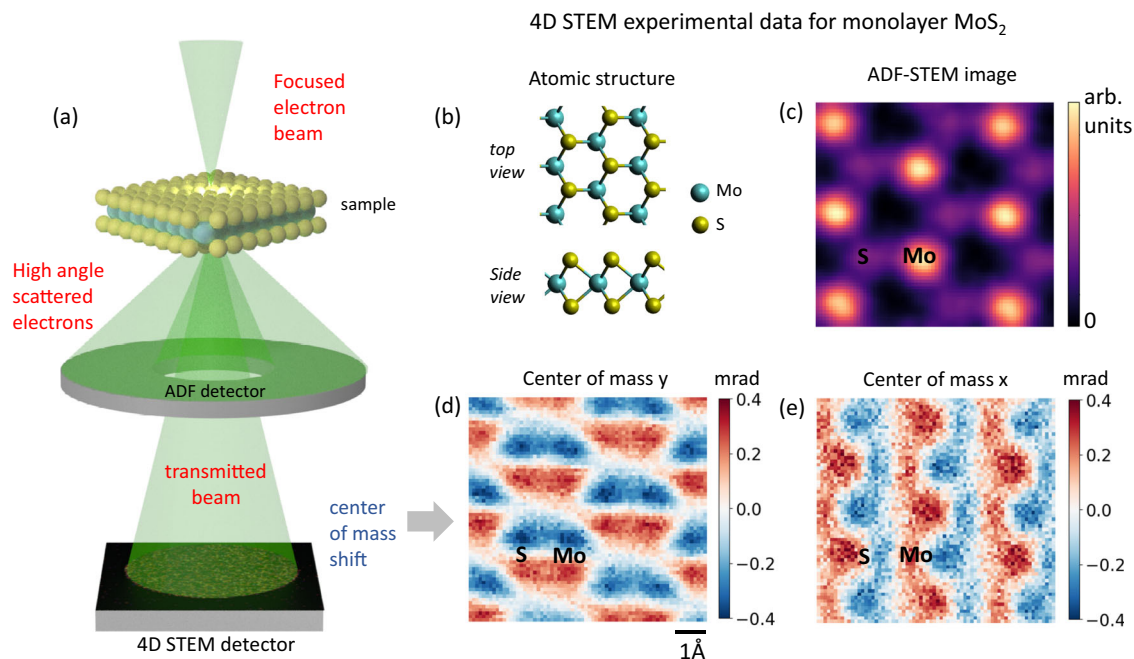 4D STEM experimental data for monolayer MoS₂
(a)
Focused
electron
beam
sample
High angle
scattered
electrons
ADF detector
transmitted
beam
4D STEM detector
center
of mass
shift
Atomic structure
(b)
top
view
Mo
S
Side
view
ADF-STEM image
(c)
arb.
units
S Mo
0
Center of mass y
mrad
(d)
0.4
0.2
0
−0.2
−0.4
S Mo
1Å
Center of mass x
mrad
(e)
0.4
0.2
0
−0.2
−0.4
S Mo